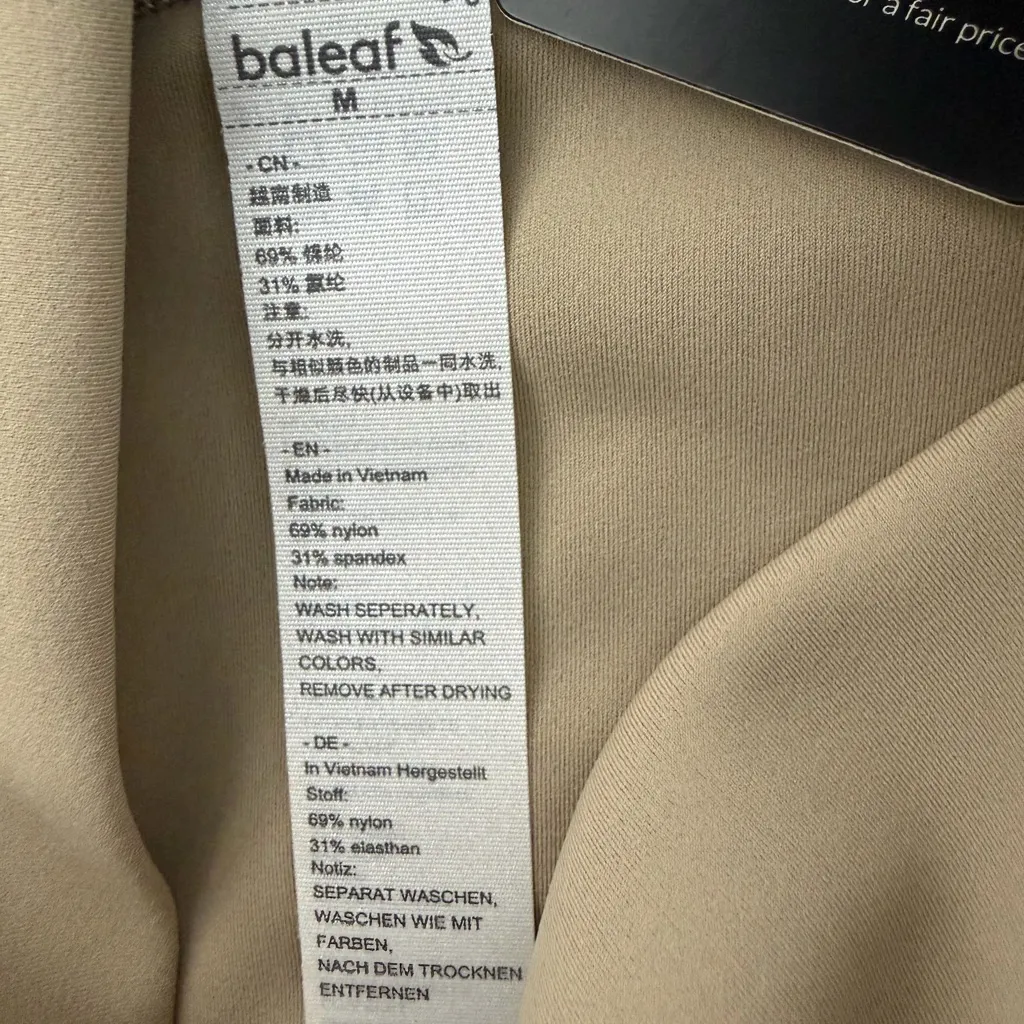 baleaf
M
- CN -
越南制造
面料:
69% 锦纶
31% 氨纶
注意:
分开水洗,
与相似颜色的制品一同水洗,
干燥后尽快(从设备中)取出
- EN -
Made in Vietnam
Fabric:
69% nylon
31% spandex
Note:
WASH SEPERATELY,
WASH WITH SIMILAR
COLORS,
REMOVE AFTER DRYING
- DE -
In Vietnam Hergestellt
Stoff:
69% nylon
31% elasthan
Notiz:
SEPARAT WASCHEN,
WASCHEN WIE MIT
FARBEN,
NACH DEM TROCKNEN
ENTFERNEN
a fair price